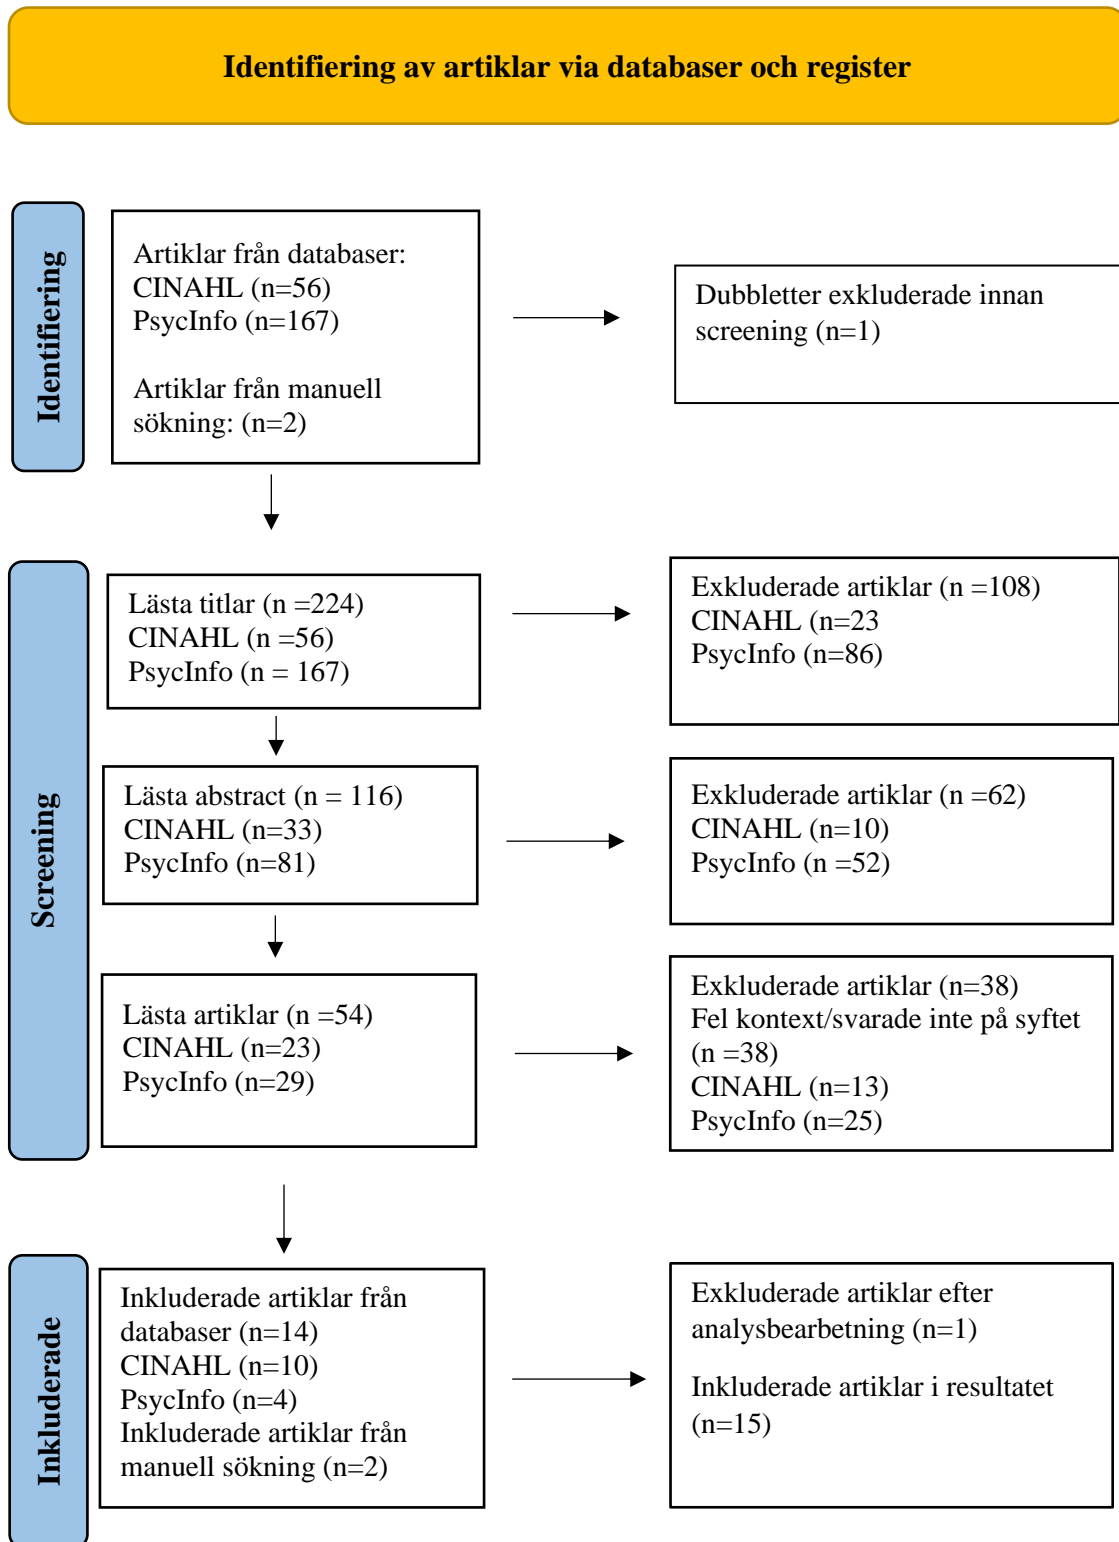 Identifiering av artiklar via databaser och register
Identifiering
Artiklar från databaser:
CINAHL (n=56)
PsycInfo (n=167)
Artiklar från manuell
sökning: (n=2)
Dubbletter exkluderade innan
screening (n=1)
Screening
Lästa titlar (n =224)
CINAHL (n =56)
PsycInfo (n = 167)
Exkluderade artiklar (n =108)
CINAHL (n=23
PsycInfo (n=86)
Lästa abstract (n = 116)
CINAHL (n=33)
PsycInfo (n=81)
Exkluderade artiklar (n =62)
CINAHL (n=10)
PsycInfo (n =52)
Lästa artiklar (n =54)
CINAHL (n=23)
PsycInfo (n=29)
Exkluderade artiklar (n=38)
Fel kontext/svarade inte på syftet
(n =38)
CINAHL (n=13)
PsycInfo (n=25)
Inkluderade
Inkluderade artiklar från
databaser (n=14)
CINAHL (n=10)
PsycInfo (n=4)
Inkluderade artiklar från
manuell sökning (n=2)
Exkluderade artiklar efter
analysbearbetning (n=1)
Inkluderade artiklar i resultatet
(n=15)